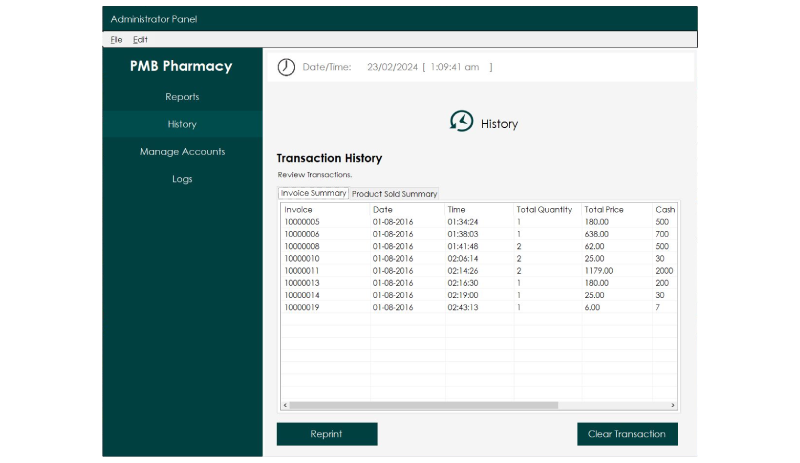 Administrator Panel
File Edit
PMB Pharmacy
Reports
History
Manage Accounts
Logs
Date/Time: 23/02/2024 [ 1:09:41 am ]
History
Transaction History
Review Transactions.
Invoice Summary Product Sold Summary
Invoice Date Time Total Quantity Total Price Cash
10000005 01-08-2016 01:34:24 1 180.00 500
10000006 01-08-2016 01:38:03 1 638.00 700
10000008 01-08-2016 01:41:48 2 62.00 500
10000010 01-08-2016 02:06:14 2 25.00 30
10000011 01-08-2016 02:14:26 2 1179.00 2000
10000013 01-08-2016 02:16:30 1 180.00 200
10000014 01-08-2016 02:19:00 1 25.00 30
10000019 01-08-2016 02:43:13 1 6.00 7
Reprint Clear Transaction